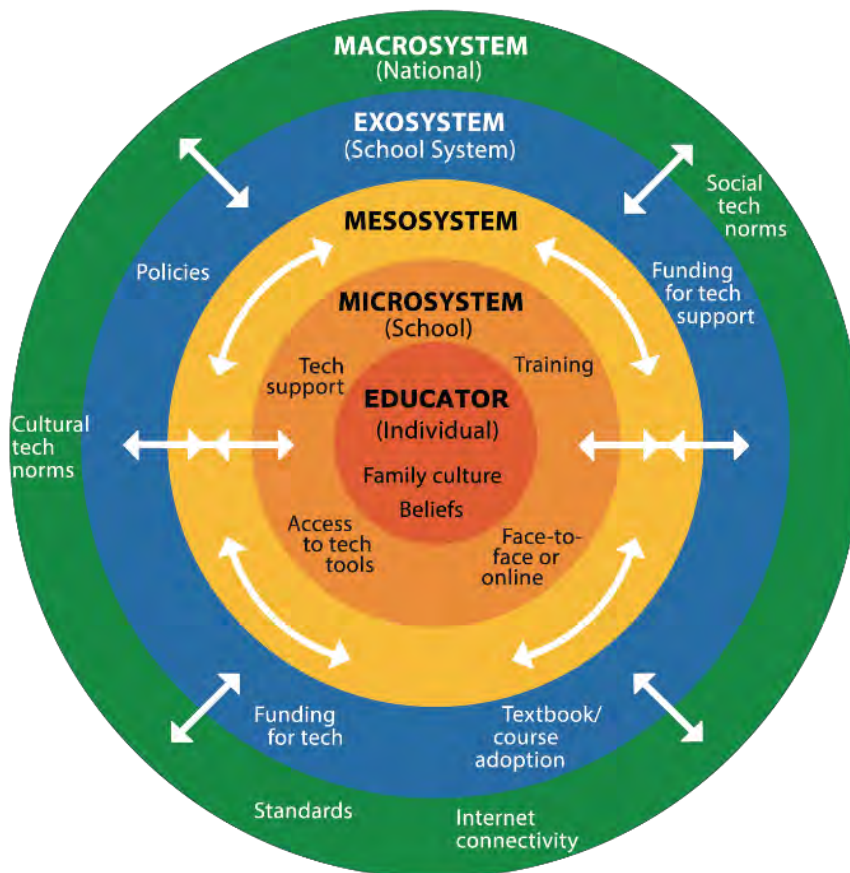 MACROSYSTEM
(National)
EXOSYSTEM
(School System)
Social
tech
norms
MESOSYSTEM
Policies
Funding
for tech
support
MICROSYSTEM
(School)
Tech
support
Training
EDUCATOR
(Individual)
Cultural
tech
norms
Family culture
Beliefs
Access
to tech
tools
Face-to-
face or
online
Funding
for tech
Textbook/
course
adoption
Standards
Internet
connectivity